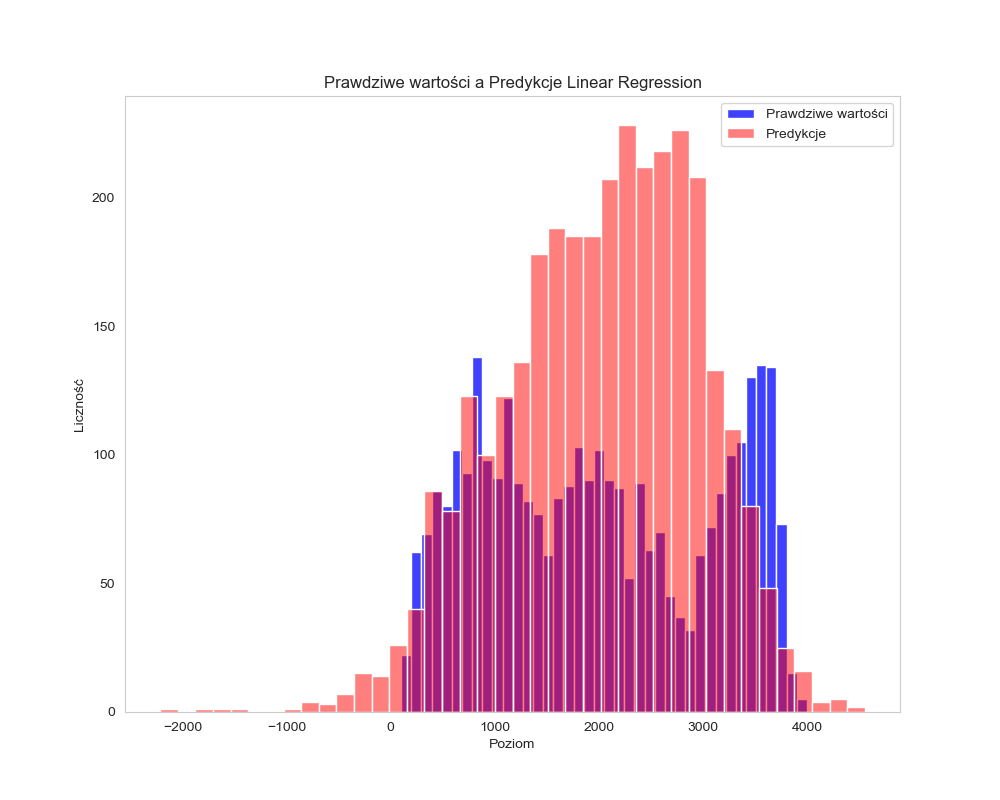 Prawdziwe wartości a Predykcje Linear Regression
Prawdziwe wartości
Predykcje
200
150
100
50
0
Liczność
−2000 −1000 0 1000 2000 3000 4000
Poziom